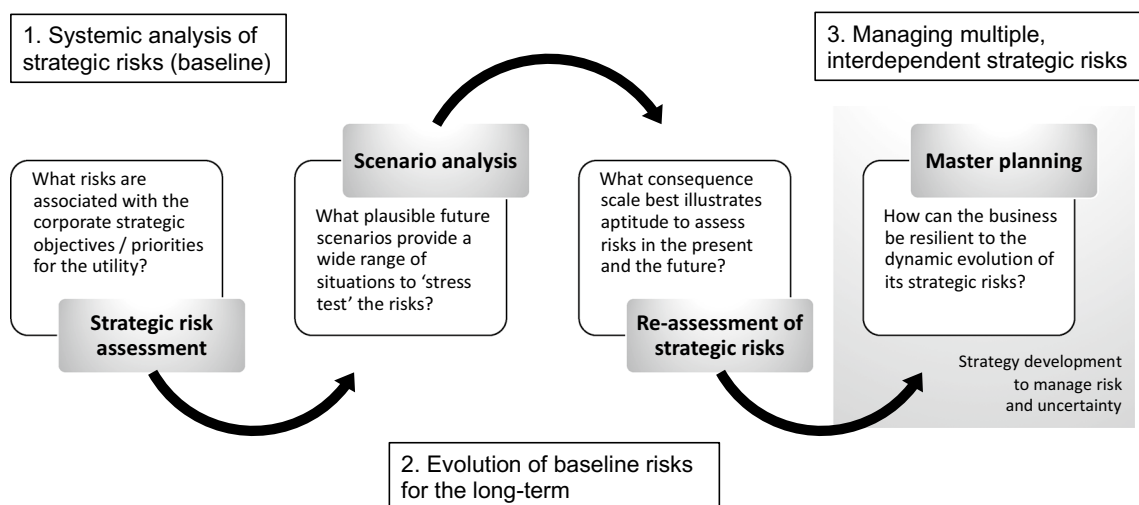 1. Systemic analysis of
strategic risks (baseline)
3. Managing multiple,
interdependent strategic risks
What risks are
associated with the
corporate strategic
objectives / priorities
for the utility?
Strategic risk
assessment
Scenario analysis
What plausible future
scenarios provide a
wide range of
situations to ‘stress
test’ the risks?
What consequence
scale best illustrates
aptitude to assess
risks in the present
and the future?
Re-assessment of
strategic risks
Master planning
How can the business
be resilient to the
dynamic evolution of
its strategic risks?
Strategy development
to manage risk
and uncertainty
2. Evolution of baseline risks
for the long-term